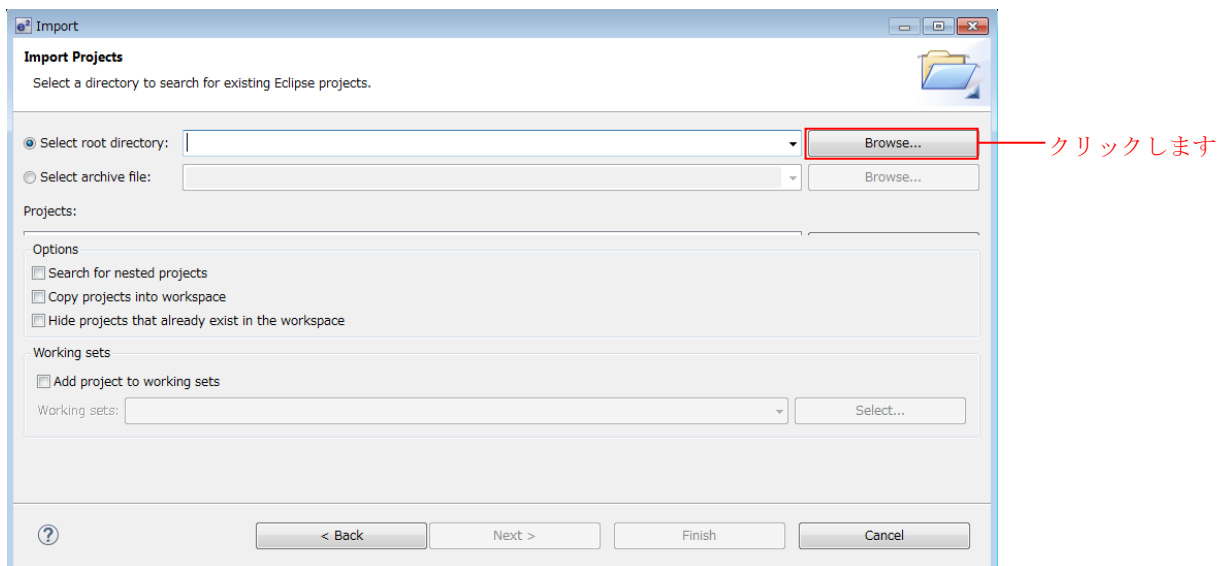 e² Import
Import Projects
Select a directory to search for existing Eclipse projects.
Select root directory: Browse... クリックします
Select archive file: Browse...
Projects:
Options
Search for nested projects
Copy projects into workspace
Hide projects that already exist in the workspace
Working sets
Add project to working sets
Working sets: Select...
? < Back Next > Finish Cancel